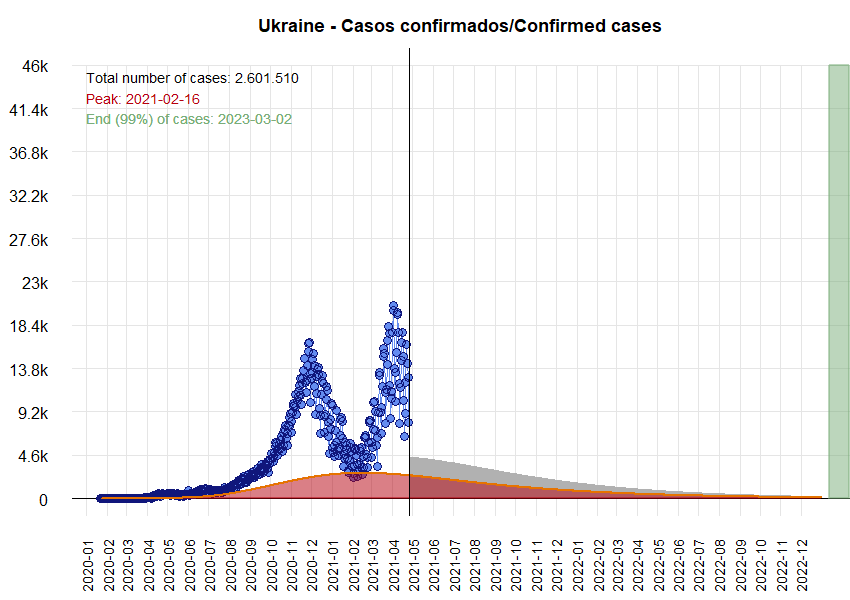 Ukraine - Casos confirmados/Confirmed cases
46k
41.4k
36.8k
32.2k
27.6k
23k
18.4k
13.8k
9.2k
4.6k
0
Total number of cases: 2.601.510
Peak: 2021-02-16
End (99%) of cases: 2023-03-02
2020-01
2020-02
2020-03
2020-04
2020-05
2020-06
2020-07
2020-08
2020-09
2020-10
2020-11
2020-12
2021-01
2021-02
2021-03
2021-04
2021-05
2021-06
2021-07
2021-08
2021-09
2021-10
2021-11
2021-12
2022-02
2022-03
2022-04
2022-05
2022-06
2022-07
2022-08
2022-09
2022-10
2022-11
2022-12